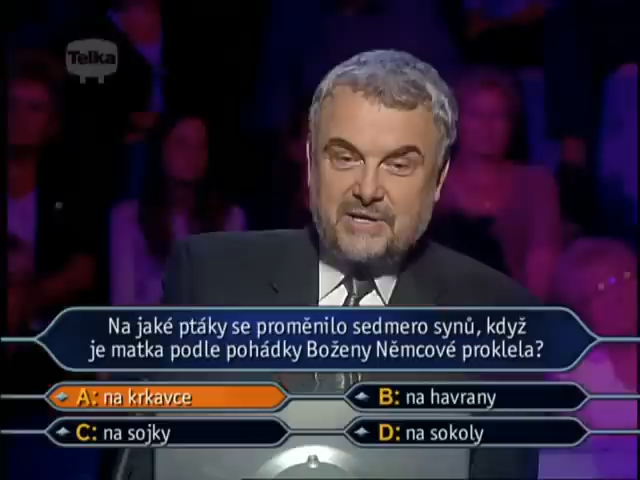 Telka
Na jaké ptáky se proměnilo sedmero synů, když
je matka podle pohádky Boženy Němcové proklela?
A: na krkavce
B: na havrany
C: na sojky
D: na sokoly